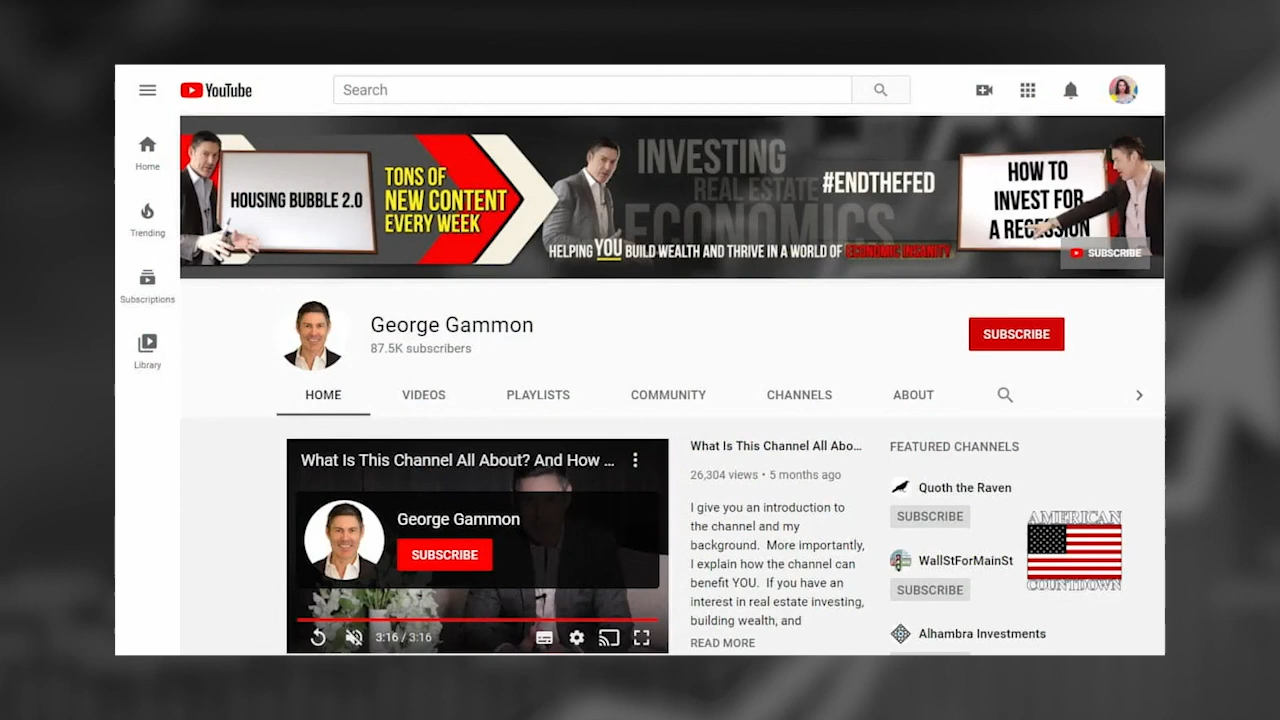 YouTube
Search
Home
Trending
Subscriptions
Library
HOUSING BUBBLE 2.0
TONS OF
NEW CONTENT
EVERY WEEK
INVESTING
REAL ESTATE
ECONOMICS
#ENDTHEFED
HELPING YOU BUILD WEALTH AND THRIVE IN A WORLD OF ECONOMIC INSANITY
HOW TO
INVEST FOR
A RECESSION
SUBSCRIBE
George Gammon
87.5K subscribers
SUBSCRIBE
HOME
VIDEOS
PLAYLISTS
COMMUNITY
CHANNELS
ABOUT
What Is This Channel All About? And How ...
George Gammon
SUBSCRIBE
3:16 / 3:16
What Is This Channel All Abo...
26,304 views • 5 months ago
I give you an introduction to
the channel and my
background. More importantly,
I explain how the channel can
benefit YOU. If you have an
interest in real estate investing,
building wealth, and
READ MORE
FEATURED CHANNELS
Quoth the Raven
SUBSCRIBE
WallStForMainSt
SUBSCRIBE
Alhambra Investments
AMERICAN
COUNTDOWN